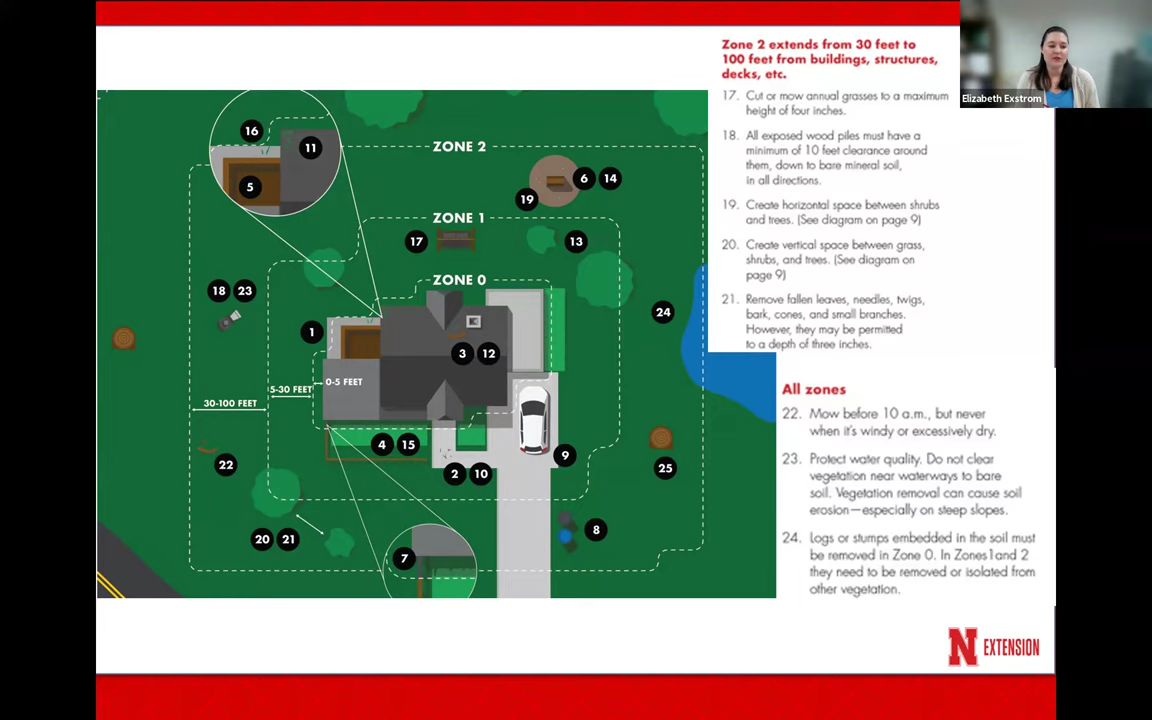 Zone 2 extends from 30 feet to
100 feet from buildings, structures,
decks, etc.
17. Cut or mow annual grasses to a maximum
height of four inches.
18. All exposed wood piles must have a
minimum of 10 feet clearance around
them, down to bare mineral soil,
in all directions.
19. Create horizontal space between shrubs
and trees. (See diagram on page 9)
20. Create vertical space between grass,
shrubs, and trees. (See diagram on
page 9)
21. Remove fallen leaves, needles, twigs,
bark, cones, and small branches.
However, they may be permitted
to a depth of three inches.
All zones
22. Mow before 10 a.m., but never
when it's windy or excessively dry.
23. Protect water quality. Do not clear
vegetation near waterways to bare
soil. Vegetation removal can cause soil
erosion—especially on steep slopes.
24. Logs or stumps embedded in the soil must
be removed in Zone 0. In Zones 1 and 2
they need to be removed or isolated from
other vegetation.
Elizabeth Exstrom
16
11
5
ZONE 2
6 14
19
ZONE 1
17
13
ZONE 0
18 23
24
1
3 12
0-5 FEET
5-30 FEET
30-100 FEET
4 15
9
22
2 10
25
20 21
8
7
N EXTENSION